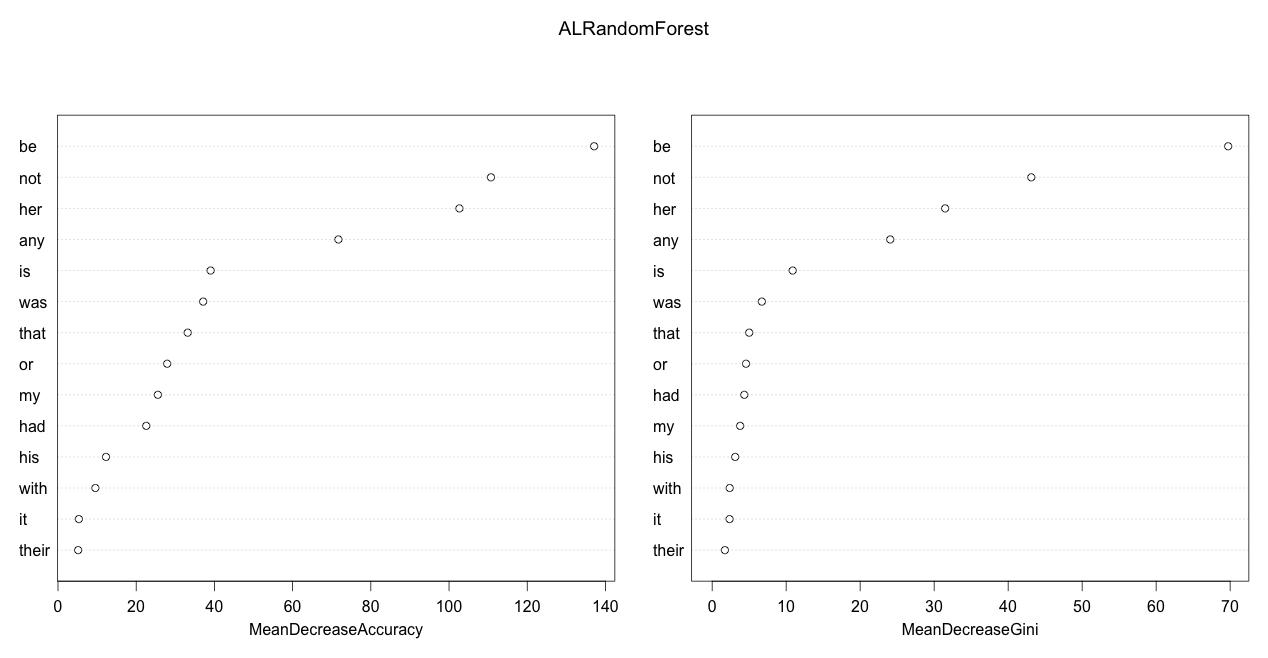 ALRandomForest
be
not
her
any
is
was
that
or
my
had
his
with
it
their
0 20 40 60 80 100 120 140
MeanDecreaseAccuracy
be
not
her
any
is
was
that
or
had
my
his
with
it
their
0 10 20 30 40 50 60 70
MeanDecreaseGini